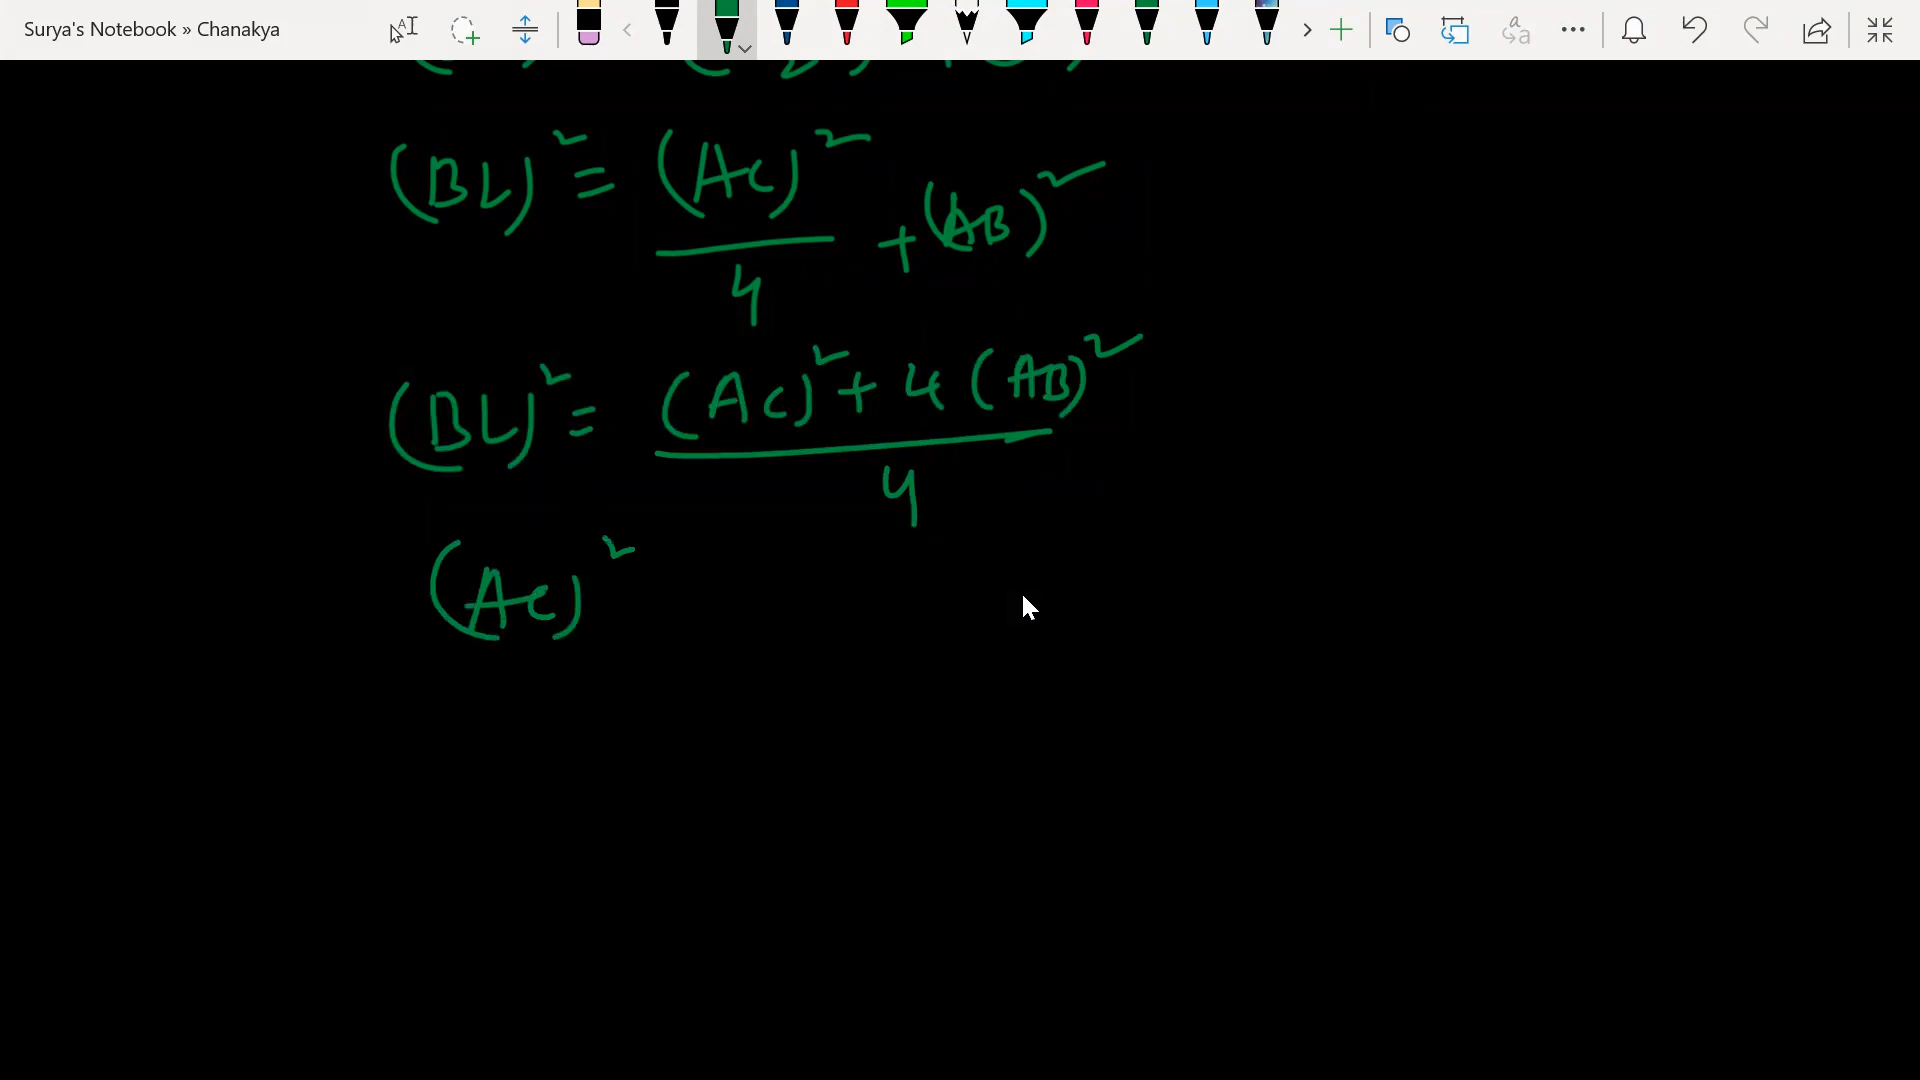 Surya's Notebook » Chanakya
(BL)² = (AC)²/4 + (AB)²
(BL)² = (AC)² + 4(AB)²/4
(AC)²